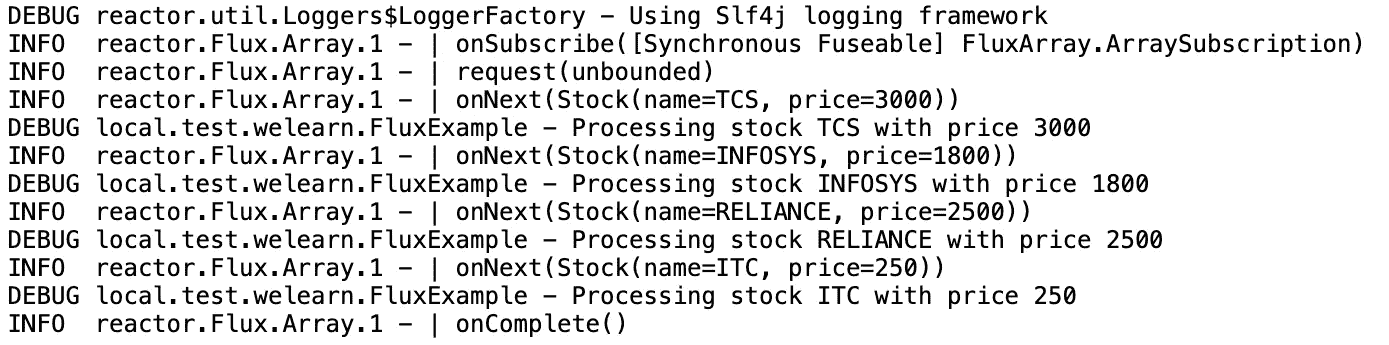 DEBUG reactor.util.Loggers$LoggerFactory – Using Slf4j logging framework
INFO  reactor.Flux.Array.1 – | onSubscribe([Synchronous Fuseable] FluxArray.ArraySubscription)
INFO  reactor.Flux.Array.1 – | request(unbounded)
INFO  reactor.Flux.Array.1 – | onNext(Stock(name=TCS, price=3000))
DEBUG local.test.welearn.FluxExample – Processing stock TCS with price 3000
INFO  reactor.Flux.Array.1 – | onNext(Stock(name=INFOSYS, price=1800))
DEBUG local.test.welearn.FluxExample – Processing stock INFOSYS with price 1800
INFO  reactor.Flux.Array.1 – | onNext(Stock(name=RELIANCE, price=2500))
DEBUG local.test.welearn.FluxExample – Processing stock RELIANCE with price 2500
INFO  reactor.Flux.Array.1 – | onNext(Stock(name=ITC, price=250))
DEBUG local.test.welearn.FluxExample – Processing stock ITC with price 250
INFO  reactor.Flux.Array.1 – | onComplete()